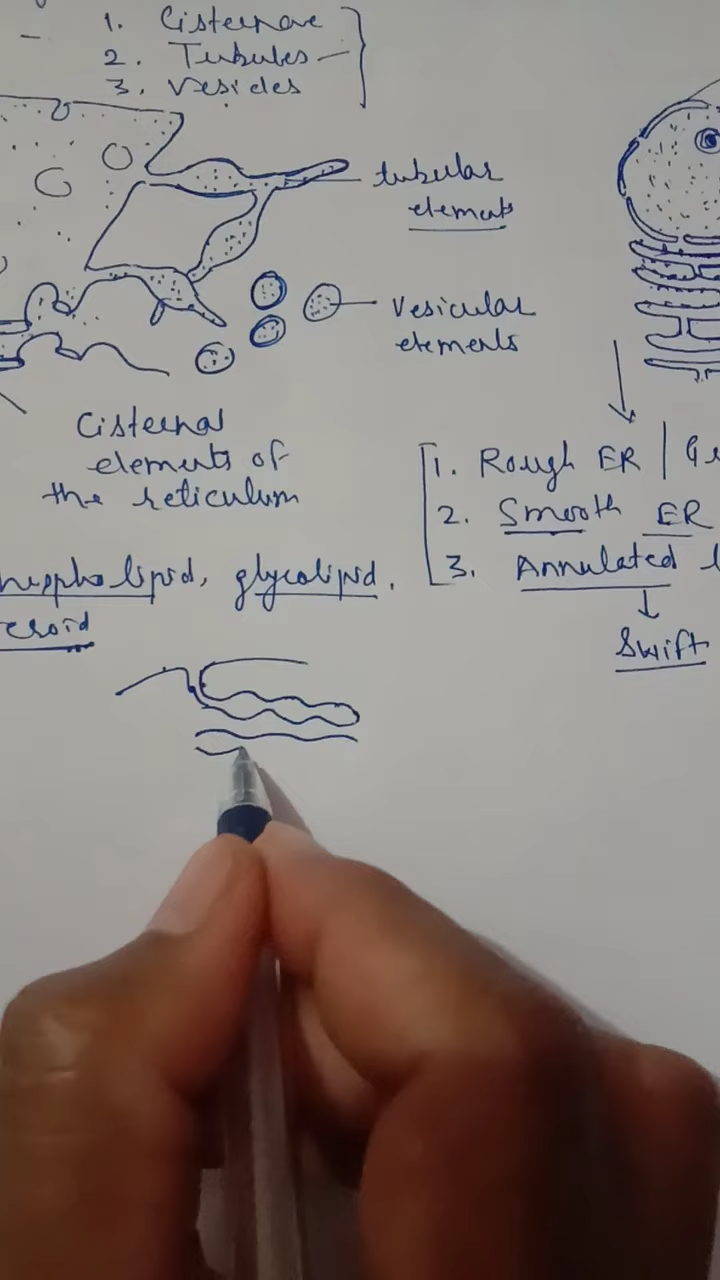 1. Cisternae
2. Tubules
3. Vesicles
tubular
elements
Vesicular
elements
Cisternal
elements of
the reticulum
1. Rough ER |
2. Smooth ER
3. Annulated
Swift
glycolipid.